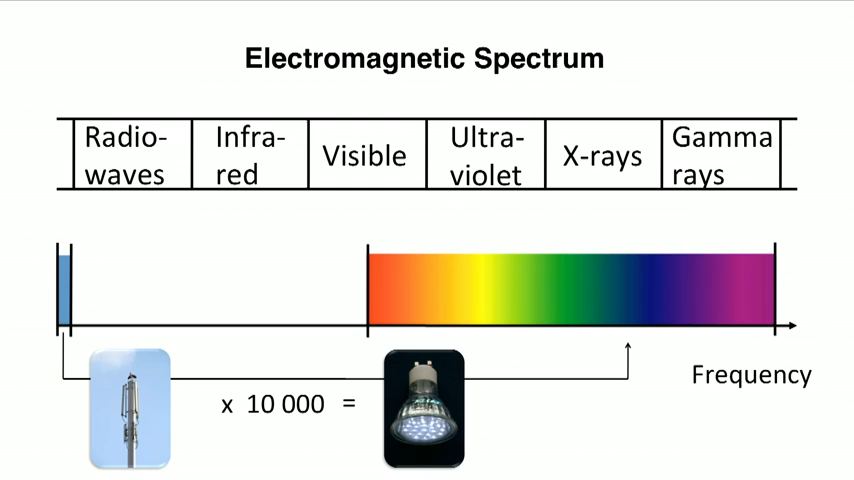 Electromagnetic Spectrum
Radio-
waves
Infra-
red
Visible
Ultra-
violet
X-rays
Gamma
rays
Frequency
x 10 000 =